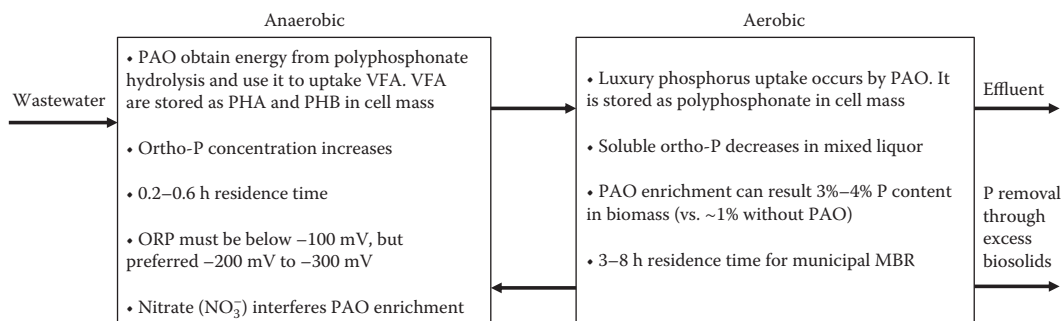 Anaerobic
Aerobic
Wastewater
• PAO obtain energy from polyphosphonate
hydrolysis and use it to uptake VFA. VFA
are stored as PHA and PHB in cell mass
• Ortho-P concentration increases
• 0.2–0.6 h residence time
• ORP must be below –100 mV, but
preferred –200 mV to –300 mV
• Nitrate (NO₃⁻) interferes PAO enrichment
• Luxury phosphorus uptake occurs by PAO. It
is stored as polyphosphonate in cell mass
• Soluble ortho-P decreases in mixed liquor
• PAO enrichment can result 3%–4% P content
in biomass (vs. ~1% without PAO)
• 3–8 h residence time for municipal MBR
Effluent
P removal
through
excess
biosolids